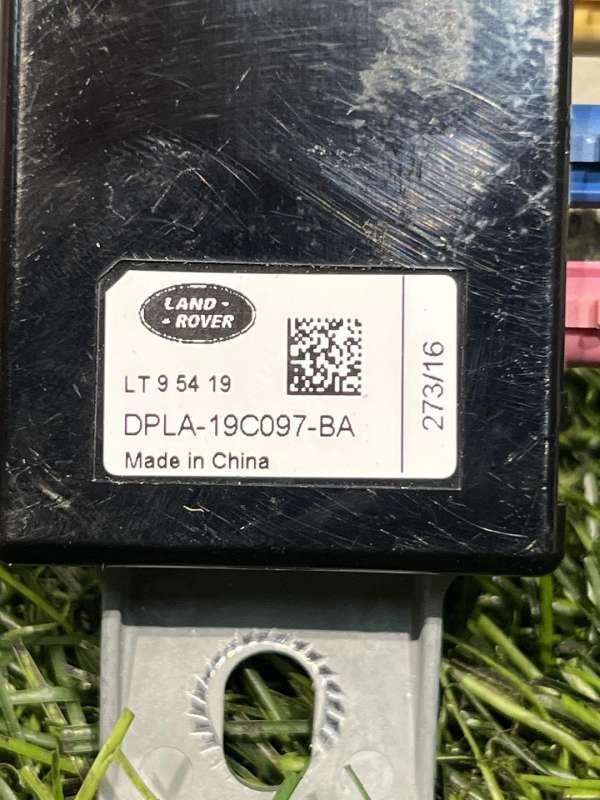 LAND-
-ROVER
LT 9 54 19
DPLA-19C097-BA
Made in China
273/16